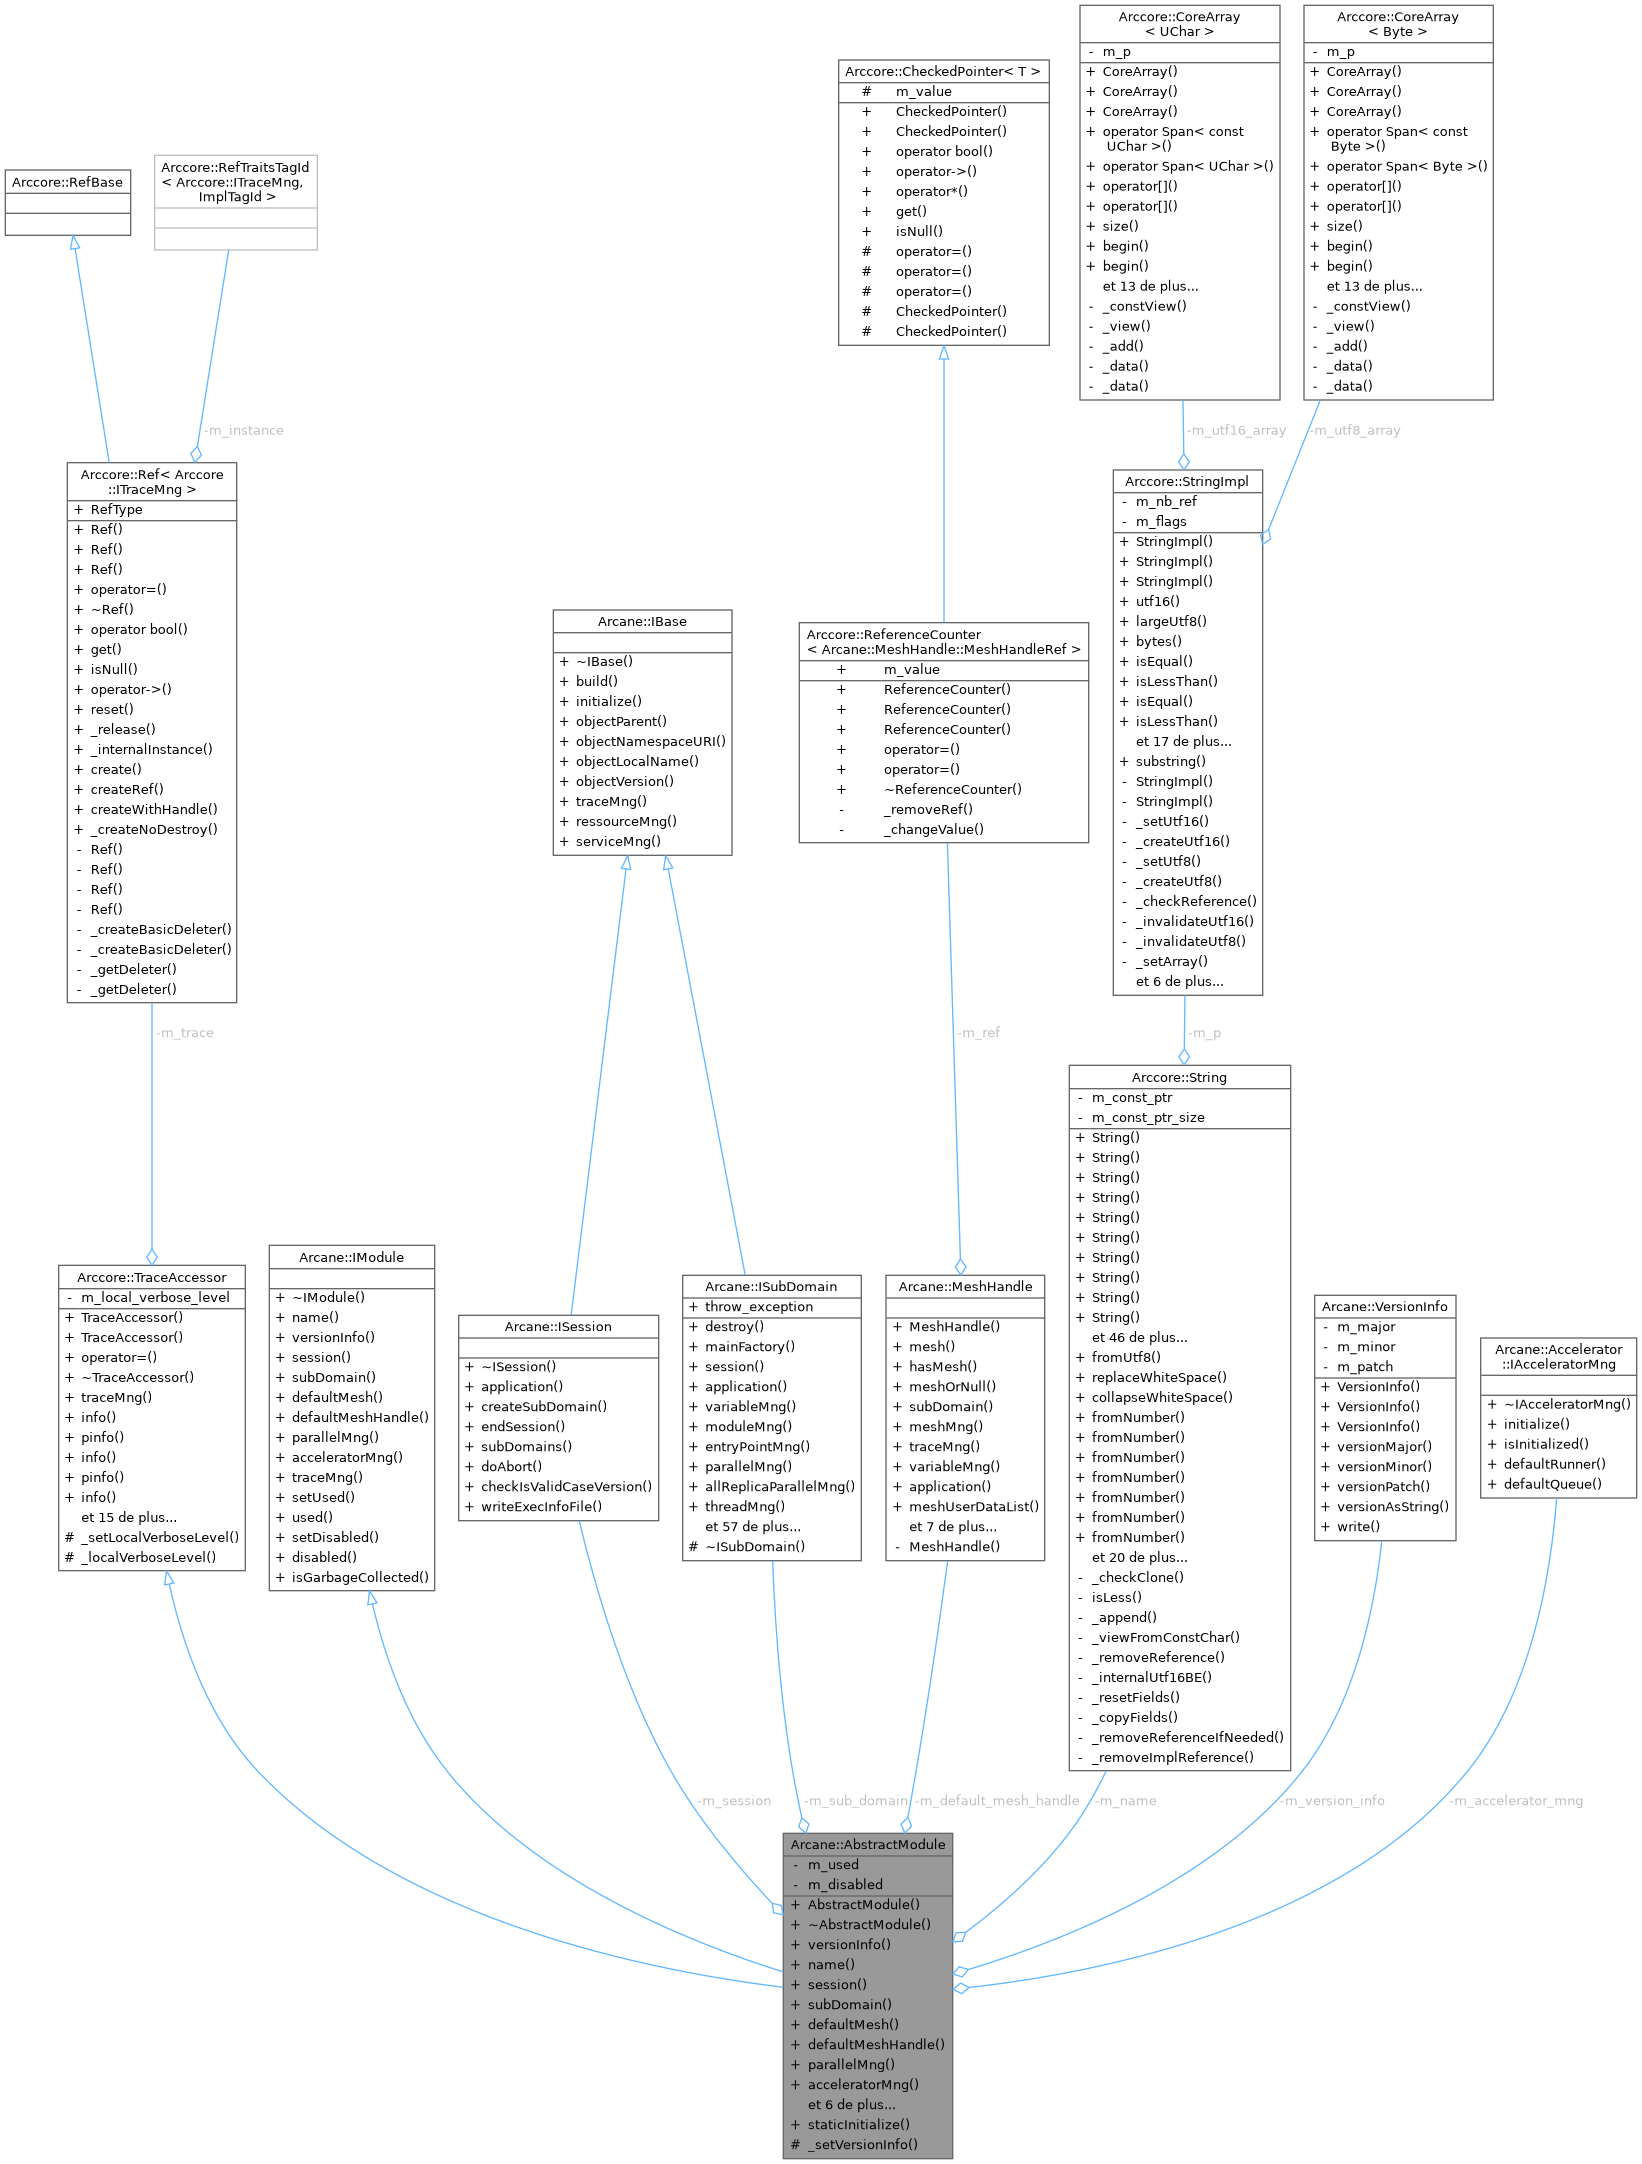 Arccore::CoreArray
< UChar >
- m_p
+ CoreArray()
+ CoreArray()
+ CoreArray()
+ operator Span< const
UChar >()
+ operator Span< UChar >()
+ operator[]()
+ operator[]()
+ size()
+ begin()
+ begin()
et 13 de plus...
- _constView()
- _view()
- _add()
- _data()
- _data()
Arccore::CoreArray
< Byte >
- m_p
+ CoreArray()
+ CoreArray()
+ CoreArray()
+ operator Span< const
Byte >()
+ operator Span< Byte >()
+ operator[]()
+ operator[]()
+ size()
+ begin()
+ begin()
et 13 de plus...
- _constView()
- _view()
- _add()
- _data()
- _data()
Arccore::CheckedPointer< T >
# m_value
+ CheckedPointer()
+ CheckedPointer()
+ operator bool()
+ operator->()
+ operator*()
+ get()
+ isNull()
# operator=()
# operator=()
# operator=()
# CheckedPointer()
# CheckedPointer()
Arccore::RefBase
Arccore::RefTraitsTagId
< Arccore::ITraceMng,
ImplTagId >
-m_instance
-m_utf16_array
-m_utf8_array
Arccore::Ref< Arccore
::ITraceMng >
+ RefType
+ Ref()
+ Ref()
+ Ref()
+ operator=()
+ ~Ref()
+ operator bool()
+ get()
+ isNull()
+ operator->()
+ reset()
+ _release()
+ _internalInstance()
+ create()
+ createRef()
+ createWithHandle()
+ _createNoDestroy()
- Ref()
- Ref()
- Ref()
- Ref()
- _createBasicDeleter()
- _createBasicDeleter()
- _getDeleter()
- _getDeleter()
Arcane::IBase
+ ~IBase()
+ build()
+ initialize()
+ objectParent()
+ objectNamespaceURI()
+ objectLocalName()
+ objectVersion()
+ traceMng()
+ ressourceMng()
+ serviceMng()
Arccore::ReferenceCounter
< Arcane::MeshHandle::MeshHandleRef >
+ m_value
+ ReferenceCounter()
+ ReferenceCounter()
+ ReferenceCounter()
+ operator=()
+ operator=()
+ ~ReferenceCounter()
- _removeRef()
- _changeValue()
Arccore::StringImpl
- m_nb_ref
- m_flags
+ StringImpl()
+ StringImpl()
+ StringImpl()
+ utf16()
+ largeUtf8()
+ bytes()
+ isEqual()
+ isLessThan()
+ isEqual()
+ isLessThan()
et 17 de plus...
+ substring()
- StringImpl()
- StringImpl()
- _setUtf16()
- _createUtf16()
- _setUtf8()
- _createUtf8()
- _checkReference()
- _invalidateUtf16()
- _invalidateUtf8()
- _setArray()
et 6 de plus...
-m_trace
-m_ref
-m_p
Arccore::TraceAccessor
- m_local_verbose_level
+ TraceAccessor()
+ TraceAccessor()
+ operator=()
+ ~TraceAccessor()
+ traceMng()
+ info()
+ pinfo()
+ info()
+ pinfo()
+ info()
et 15 de plus...
# _setLocalVerboseLevel()
# _localVerboseLevel()
Arcane::IModule
+ ~IModule()
+ name()
+ versionInfo()
+ session()
+ subDomain()
+ defaultMesh()
+ defaultMeshHandle()
+ parallelMng()
+ acceleratorMng()
+ traceMng()
+ setUsed()
+ used()
+ setDisabled()
+ disabled()
+ isGarbageCollected()
Arcane::ISession
+ ~ISession()
+ application()
+ createSubDomain()
+ endSession()
+ subDomains()
+ doAbort()
+ checkIsValidCaseVersion()
+ writeExecInfoFile()
Arcane::ISubDomain
+ throw_exception
+ destroy()
+ mainFactory()
+ session()
+ application()
+ variableMng()
+ moduleMng()
+ entryPointMng()
+ parallelMng()
+ allReplicaParallelMng()
+ threadMng()
et 57 de plus...
# ~ISubDomain()
Arcane::MeshHandle
+ MeshHandle()
+ mesh()
+ hasMesh()
+ meshOrNull()
+ subDomain()
+ meshMng()
+ traceMng()
+ variableMng()
+ application()
+ meshUserDataList()
et 7 de plus...
- MeshHandle()
Arccore::String
- m_const_ptr
- m_const_ptr_size
+ String()
+ String()
+ String()
+ String()
+ String()
+ String()
+ String()
+ String()
+ String()
+ String()
et 46 de plus...
+ fromUtf8()
+ replaceWhiteSpace()
+ collapseWhiteSpace()
+ fromNumber()
+ fromNumber()
+ fromNumber()
+ fromNumber()
+ fromNumber()
+ fromNumber()
+ fromNumber()
et 20 de plus...
- _checkClone()
- isLess()
- _append()
- _viewFromConstChar()
- _removeReference()
- _internalUtf16BE()
- _resetFields()
- _copyFields()
- _removeReferenceIfNeeded()
- _removeImplReference()
Arcane::VersionInfo
- m_major
- m_minor
- m_patch
+ VersionInfo()
+ VersionInfo()
+ VersionInfo()
+ versionMajor()
+ versionMinor()
+ versionPatch()
+ versionAsString()
+ write()
Arcane::Accelerator
::IAcceleratorMng
+ ~IAcceleratorMng()
+ initialize()
+ isInitialized()
+ defaultRunner()
+ defaultQueue()
-m_session
-m_sub_domain
-m_default_mesh_handle
-m_name
-m_version_info
-m_accelerator_mng
Arcane::AbstractModule
- m_used
- m_disabled
+ AbstractModule()
+ ~AbstractModule()
+ versionInfo()
+ name()
+ session()
+ subDomain()
+ defaultMesh()
+ defaultMeshHandle()
+ parallelMng()
+ acceleratorMng()
et 6 de plus...
+ staticInitialize()
# _setVersionInfo()